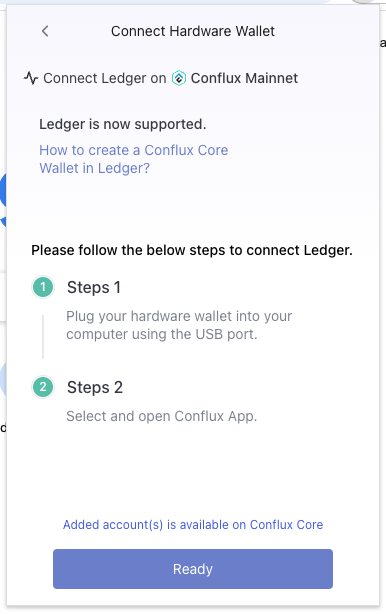 Connect Hardware Wallet
Connect Ledger on Conflux Mainnet
Ledger is now supported.
How to create a Conflux Core
Wallet in Ledger?
Please follow the below steps to connect Ledger.
1 Steps 1
Plug your hardware wallet into your
computer using the USB port.
2 Steps 2
Select and open Conflux App.
Added account(s) is available on Conflux Core
Ready